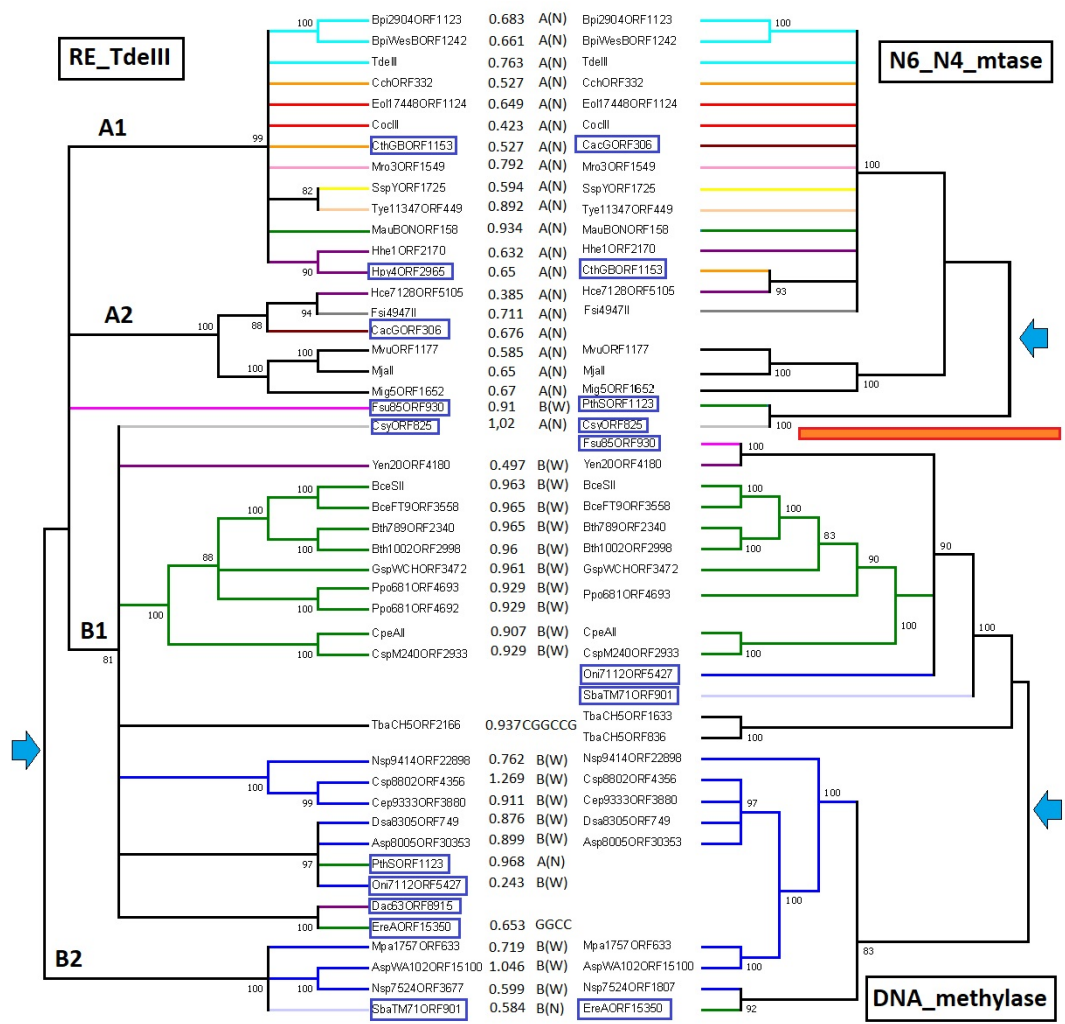 RE_TdeIII
N6_N4_mtase
A1
A2
B1
B2
DNA_methylase
100 Bpi2904ORF1123 0.683 A(N) Bpi2904ORF1123 100
BpiWesBORF1242 0.661 A(N) BpiWesBORF1242
TdeIII 0.763 A(N) TdeIII
CchORF332 0.527 A(N) CchORF332
Eol17448ORF1124 0.649 A(N) Eol17448ORF1124
CocIII 0.423 A(N) CocIII
99 CthGBORF1153 0.527 A(N) CacGORF306
Mro3ORF1549 0.792 A(N) Mro3ORF1549 100
82 SspYORF1725 0.594 A(N) SspYORF1725
Tye11347ORF449 0.892 A(N) Tye11347ORF449
MauBONORF158 0.934 A(N) MauBONORF158
Hhe1ORF2170 0.632 A(N) Hhe1ORF2170
90 Hpy4ORF2965 0.65 A(N) CthGBORF1153
Hce7128ORF5105 0.385 A(N) Hce7128ORF5105 93
94 Fsi4947II 0.711 A(N) Fsi4947II
100 88 CacGORF306 0.676 A(N)
100 MvuORF1177 0.585 A(N) MvuORF1177
MjaII 0.65 A(N) MjaII 100
100 Mig5ORF1652 0.67 A(N) Mig5ORF1652 100
Fsu85ORF930 0.91 B(W) PthSORF1123
CsyORF825 1,02 A(N) CsyORF825 100
Fsu85ORF930 100
Yen20ORF4180 0.497 B(W) Yen20ORF4180
100 BceSII 0.963 B(W) BceSII 100
100 BceFT9ORF3558 0.965 B(W) BceFT9ORF3558 100
Bth789ORF2340 0.965 B(W) Bth789ORF2340 83
100 Bth1002ORF2998 0.96 B(W) Bth1002ORF2998 100 90
88 GspWCHORF3472 0.961 B(W) GspWCHORF3472 90
Ppo681ORF4693 0.929 B(W) Ppo681ORF4693
100 100 Ppo681ORF4692 0.929 B(W) 100
CpeAII 0.907 B(W) CpeAII 100
81 100 CspM240ORF2933 0.929 B(W) CspM240ORF2933 100
Oni7112ORF5427
SbaTM71ORF901
TbaCH5ORF2166 0.937CGGCCG TbaCH5ORF1633
TbaCH5ORF836 100
Nsp9414ORF22898 0.762 B(W) Nsp9414ORF22898
100 Csp8802ORF4356 1.269 B(W) Csp8802ORF4356
99 Cep9333ORF3880 0.911 B(W) Cep9333ORF3880 97 100
Dsa8305ORF749 0.876 B(W) Dsa8305ORF749
Asp8005ORF30353 0.899 B(W) Asp8005ORF30353
97 PthSORF1123 0.968 A(N)
Oni7112ORF5427 0.243 B(W)
Dac63ORF8915 100
100 EreAORF15350 0.653 GGCC
Mpa1757ORF633 0.719 B(W) Mpa1757ORF633 83
AspWA102ORF15100 1.046 B(W) AspWA102ORF15100 100
Nsp7524ORF3677 0.599 B(W) Nsp7524ORF1807
100 100 SbaTM71ORF901 0.584 B(N) EreAORF15350 92